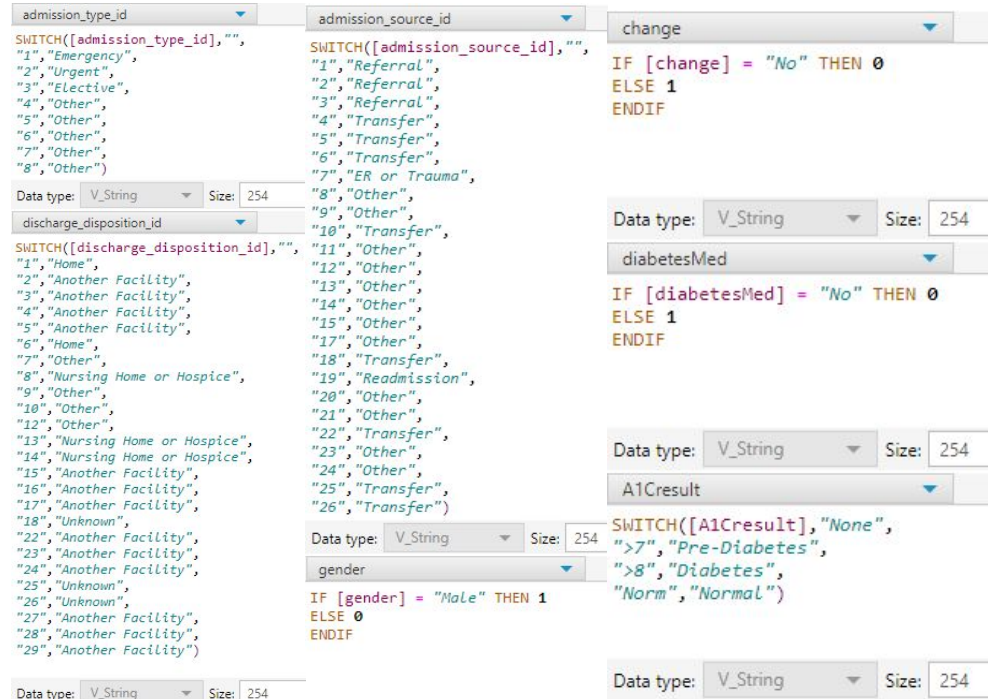 admission_type_id
SWITCH([admission_type_id],"",
"1","Emergency",
"2","Urgent",
"3","Elective",
"4","Other",
"5","Other",
"6","Other",
"7","Other",
"8","Other")
Data type: V_String Size: 254
discharge_disposition_id
SWITCH([discharge_disposition_id],"",
"1","Home",
"2","Another Facility",
"3","Another Facility",
"4","Another Facility",
"5","Another Facility",
"6","Home",
"7","Other",
"8","Nursing Home or Hospice",
"9","Other",
"10","Other",
"12","Other",
"13","Nursing Home or Hospice",
"14","Nursing Home or Hospice",
"15","Another Facility",
"16","Another Facility",
"17","Another Facility",
"18","Unknown",
"22","Another Facility",
"23","Another Facility",
"24","Another Facility",
"25","Unknown",
"26","Unknown",
"27","Another Facility",
"28","Another Facility",
"29","Another Facility")
Data type: V_String Size: 254
admission_source_id
SWITCH([admission_source_id],"",
"1","Referral",
"2","Referral",
"3","Referral",
"4","Transfer",
"5","Transfer",
"6","Transfer",
"7","ER or Trauma",
"8","Other",
"9","Other",
"10","Transfer",
"11","Other",
"12","Other",
"13","Other",
"14","Other",
"15","Other",
"17","Other",
"18","Transfer",
"19","Readmission",
"20","Other",
"21","Other",
"22","Transfer",
"23","Other",
"24","Other",
"25","Transfer",
"26","Transfer")
Data type: V_String Size: 254
gender
IF [gender] = "Male" THEN 1
ELSE 0
ENDIF
change
IF [change] = "No" THEN 0
ELSE 1
ENDIF
Data type: V_String Size: 254
diabetesMed
IF [diabetesMed] = "No" THEN 0
ELSE 1
ENDIF
Data type: V_String Size: 254
A1Cresult
SWITCH([A1Cresult],"None",
">7","Pre-Diabetes",
">8","Diabetes",
"Norm","Normal")
Data type: V_String Size: 254